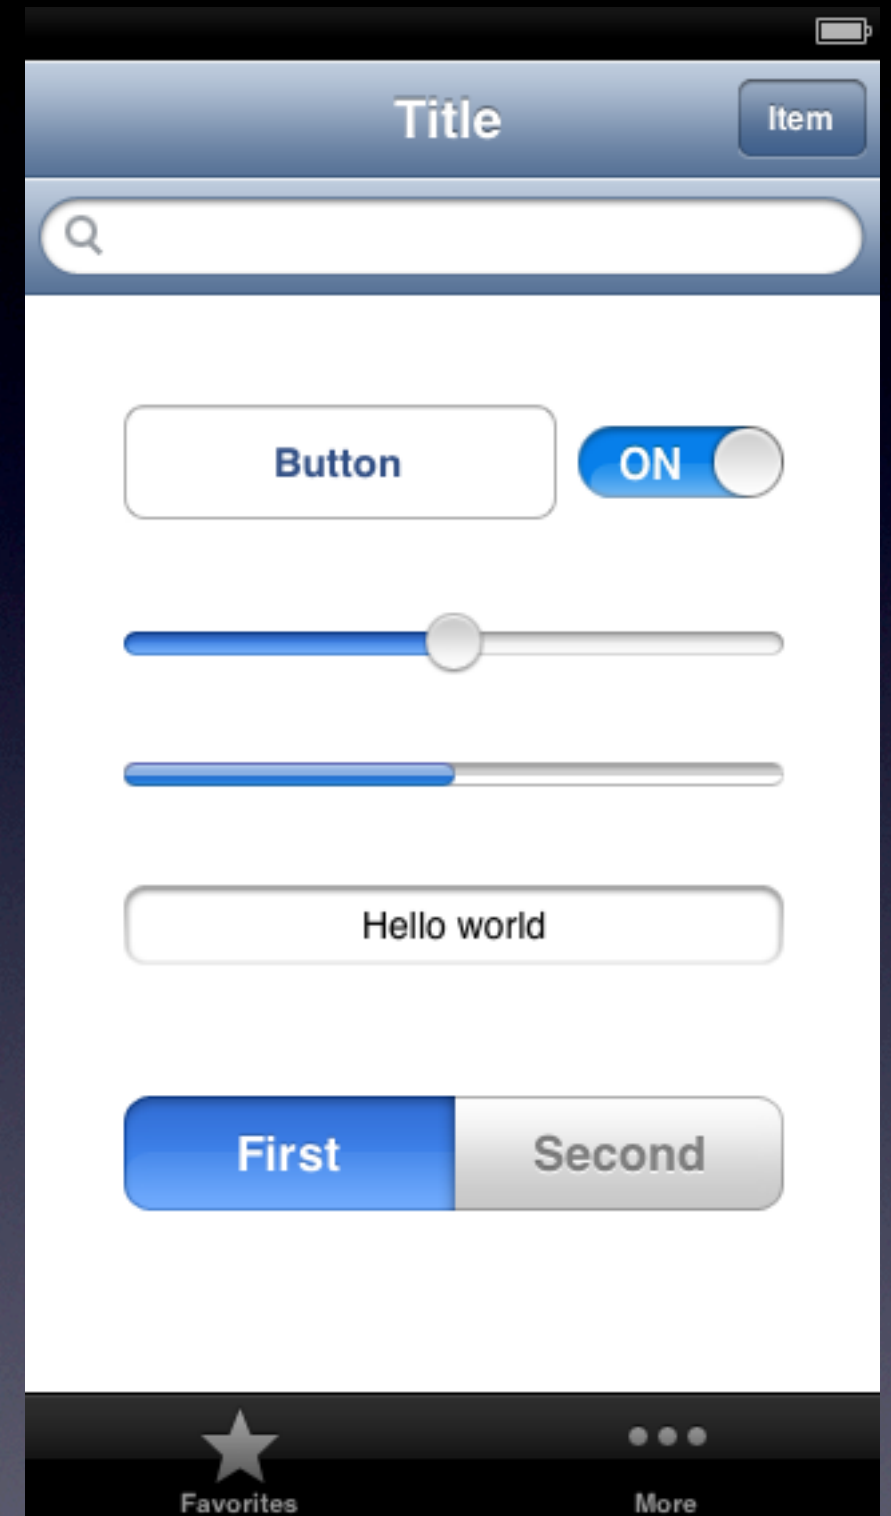 Title
Item
Button
ON
Hello world
First
Second
Favorites
More